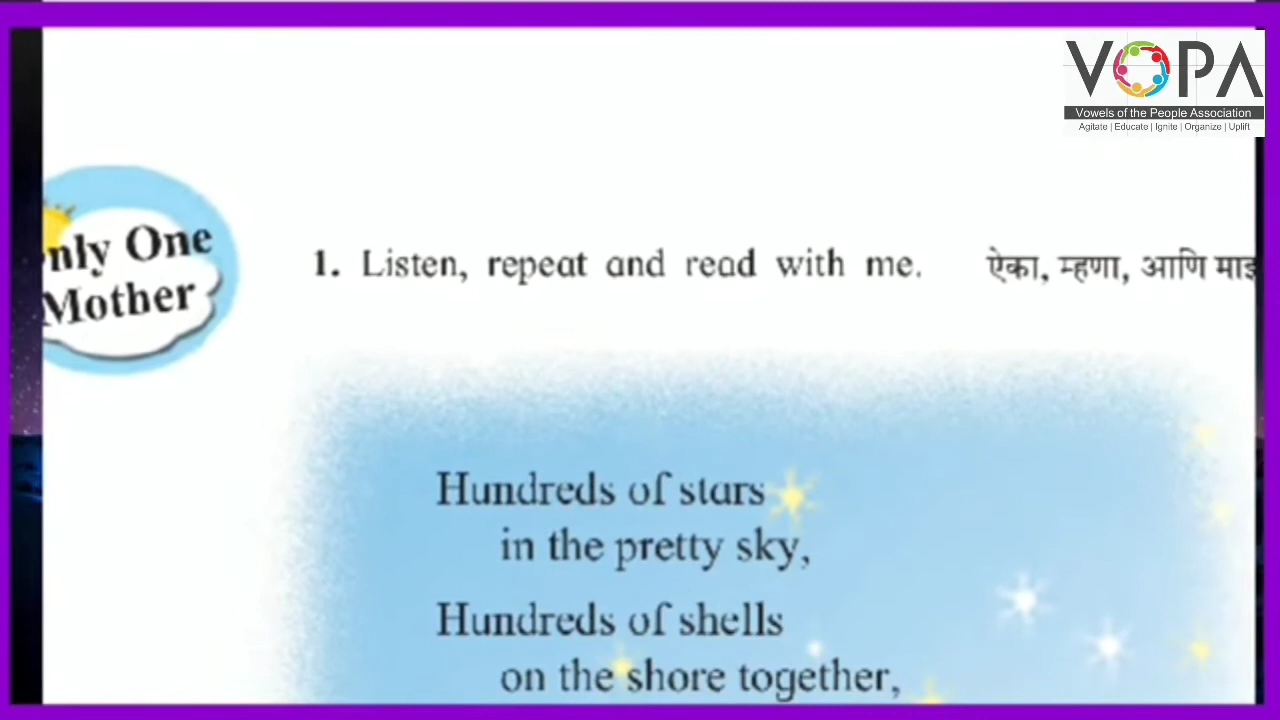 VOPA
Vowels of the People Association
Agitate | Educate | Ignite | Organize | Uplift
nly One
Mother
1. Listen, repeat and read with me. ऐका, म्हणा, आणि
Hundreds of stars
in the pretty sky,
Hundreds of shells
on the shore together,